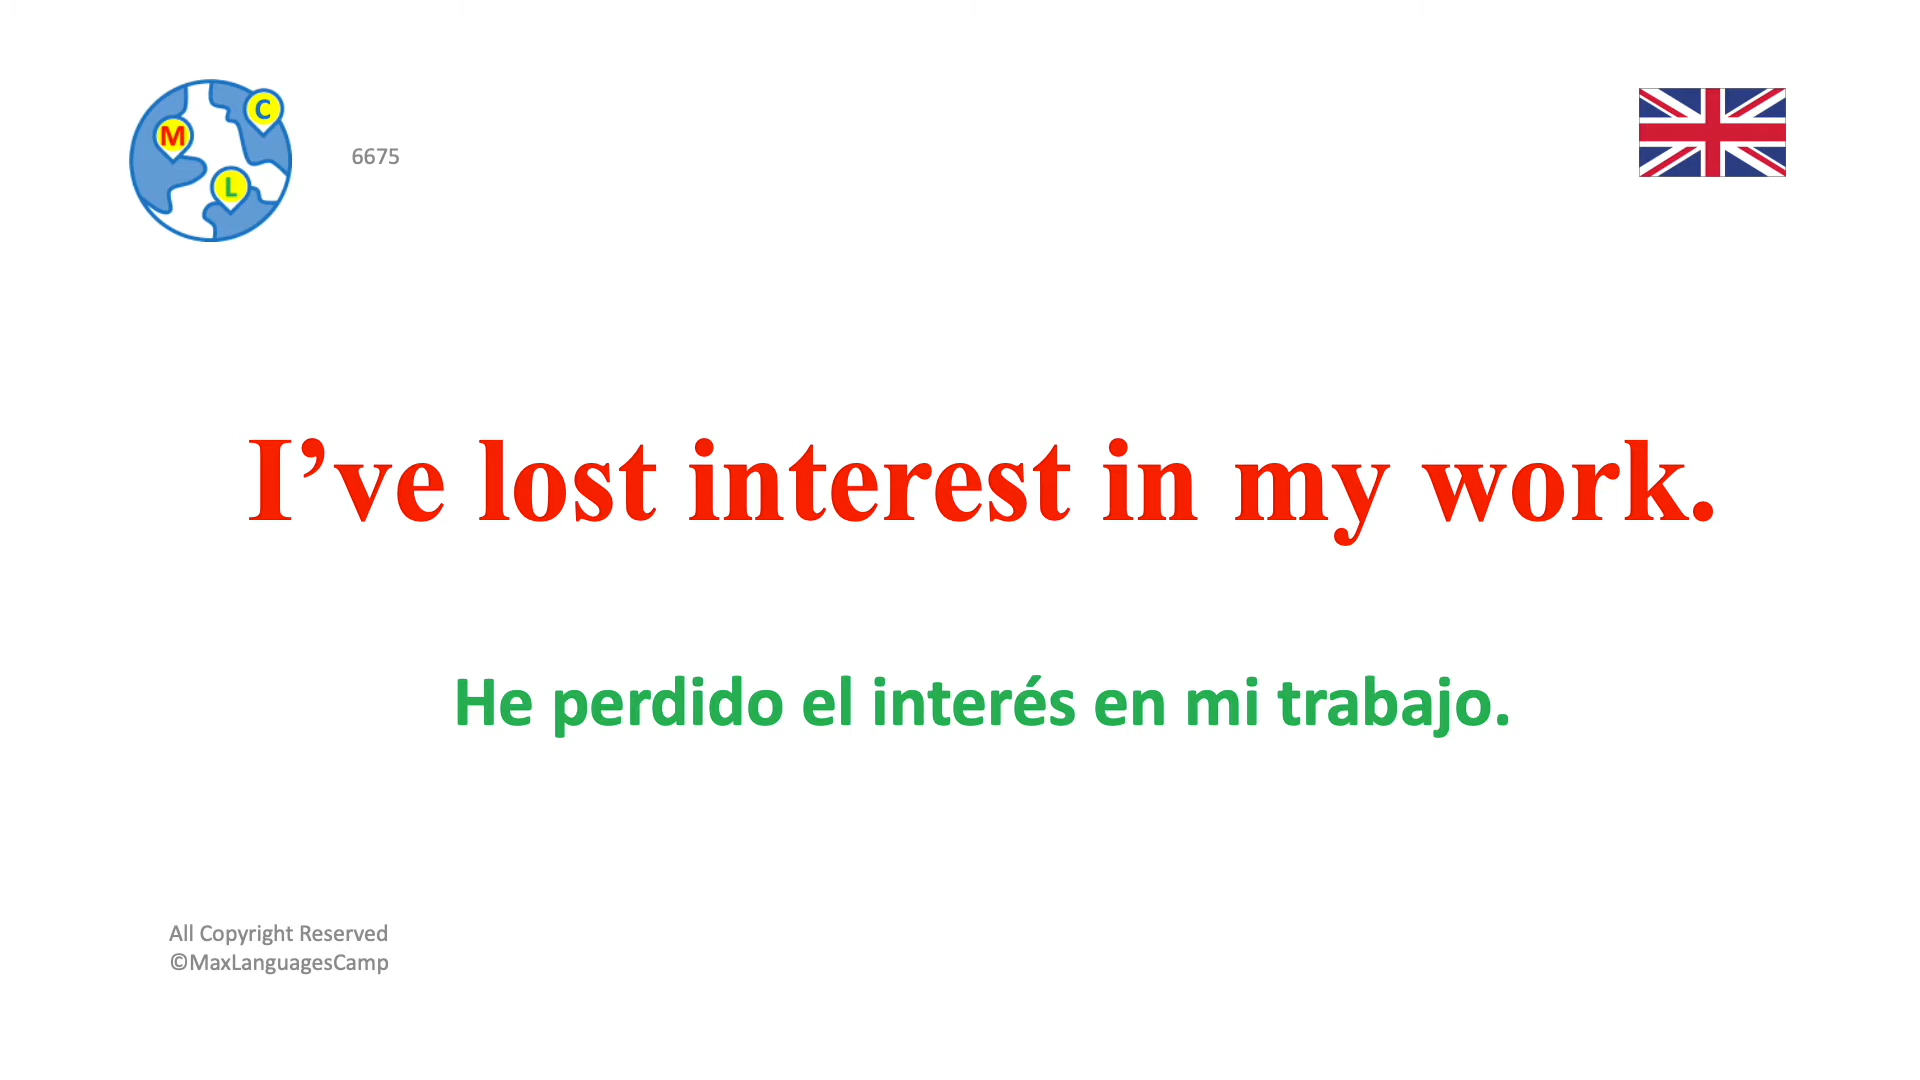 C
M
L
6675
I’ve lost interest in my work.
He perdido el interés en mi trabajo.
All Copyright Reserved
©MaxLanguagesCamp